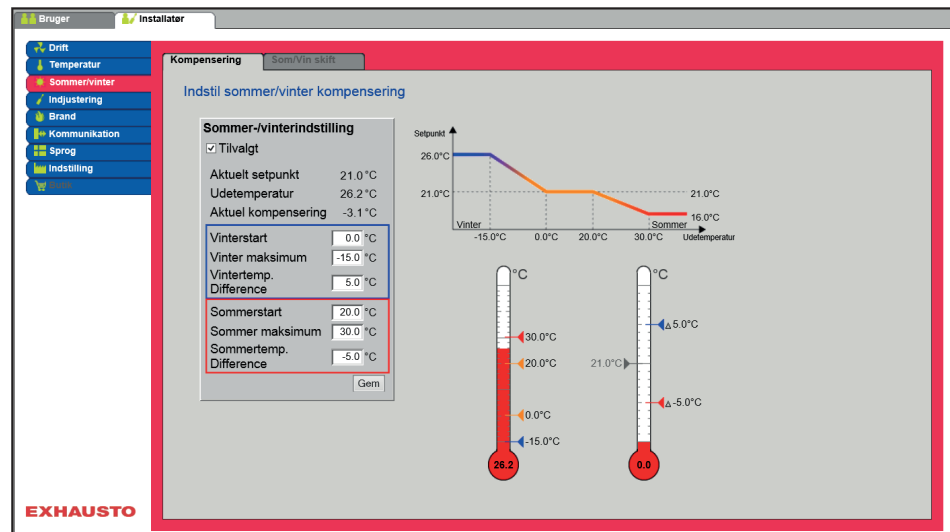 Bruger
Installatør
Drift
Temperatur
Sommer/vinter
Indjustering
Brand
Kommunikation
Sprog
Indstilling
Butik
EXHAUSTO
Kompensering
Som/Vin skift
Indstil sommer/vinter kompensering
Sommer-/vinterindstilling
Tilvalgt
Aktuelt setpunkt 21.0°C
Udetemperatur 26.2°C
Aktuel kompensering -3.1°C
Vinterstart 0.0 °C
Vinter maksimum -15.0 °C
Vintertemp.
Difference 5.0 °C
Sommerstart 20.0 °C
Sommer maksimum 30.0 °C
Sommertemp.
Difference -5.0 °C
Gem
Setpunkt
26.0°C
21.0°C 21.0°C
16.0°C
Vinter Sommer
-15.0°C 0.0°C 20.0°C 30.0°C Udetemperatur
°C
30.0°C
20.0°C
0.0°C
-15.0°C
26.2
°C
Δ5.0°C
21.0°C
Δ-5.0°C
0.0